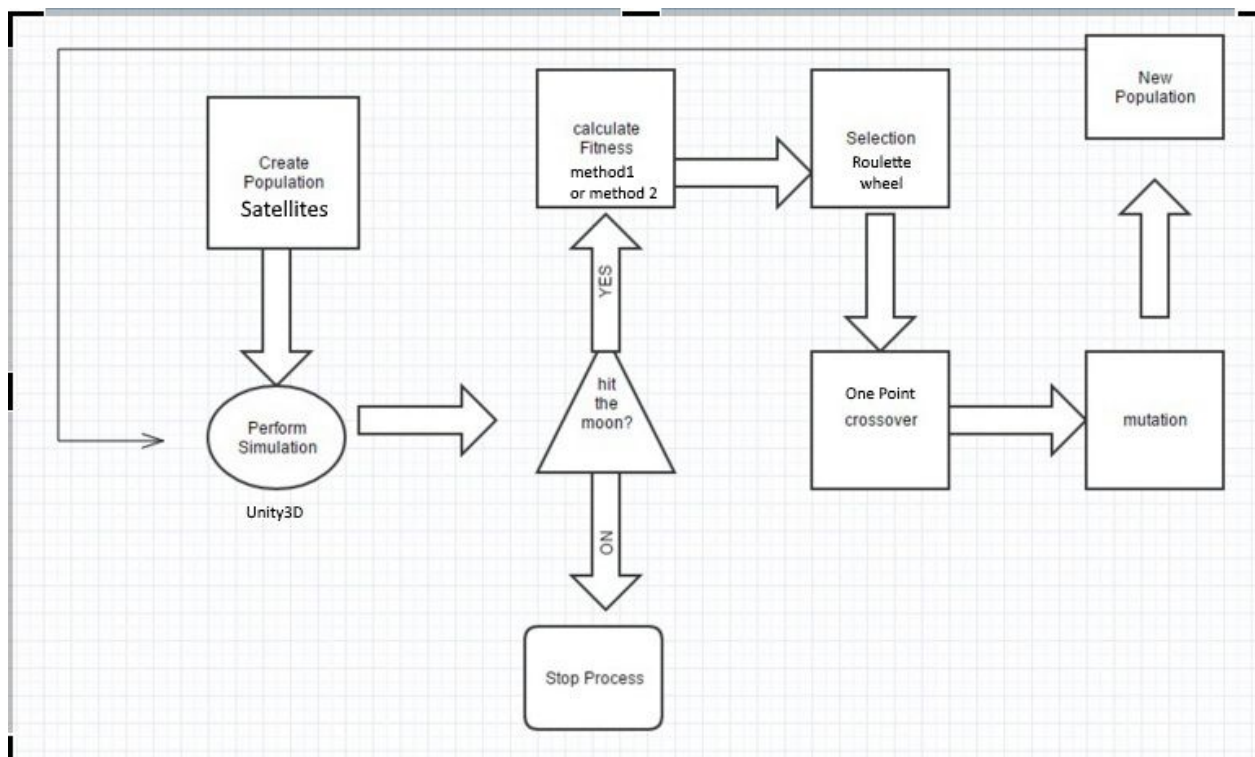 Create
Population
Satellites
Perform
Simulation
Unity3D
hit
the
moon?
YES
NO
Stop Process
calculate
Fitness
method1
or method 2
Selection
Roulette
wheel
One Point
crossover
mutation
New
Population